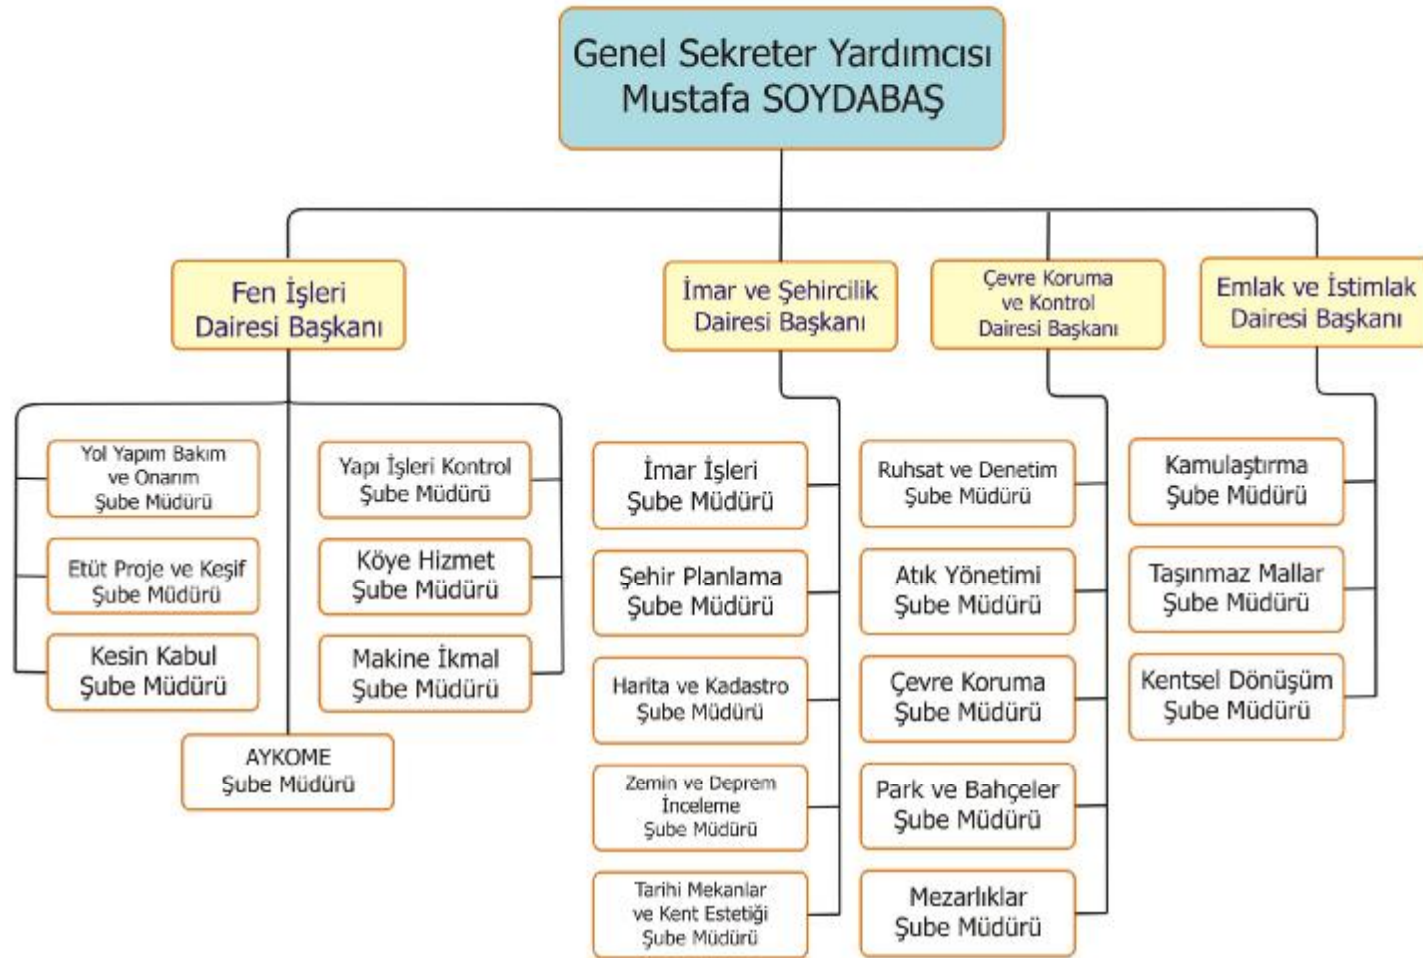 Genel Sekreter Yardımcısı
Mustafa SOYDABAŞ
Fen İşleri
Dairesi Başkanı
İmar ve Şehircilik
Dairesi Başkanı
Çevre Koruma
ve Kontrol
Dairesi Başkanı
Emlak ve İstimlak
Dairesi Başkanı
Yol Yapım Bakım
ve Onarım
Şube Müdürü
Etüt Proje ve Keşif
Şube Müdürü
Kesin Kabul
Şube Müdürü
Yapı İşleri Kontrol
Şube Müdürü
Köye Hizmet
Şube Müdürü
Makine İkmal
Şube Müdürü
AYKOME
Şube Müdürü
İmar İşleri
Şube Müdürü
Şehir Planlama
Şube Müdürü
Harita ve Kadastro
Şube Müdürü
Zemin ve Deprem
İnceleme
Şube Müdürü
Tarihi Mekanlar
ve Kent Estetiği
Şube Müdürü
Ruhsat ve Denetim
Şube Müdürü
Atık Yönetimi
Şube Müdürü
Çevre Koruma
Şube Müdürü
Park ve Bahçeler
Şube Müdürü
Mezarlıklar
Şube Müdürü
Kamulaştırma
Şube Müdürü
Taşınmaz Mallar
Şube Müdürü
Kentsel Dönüşüm
Şube Müdürü